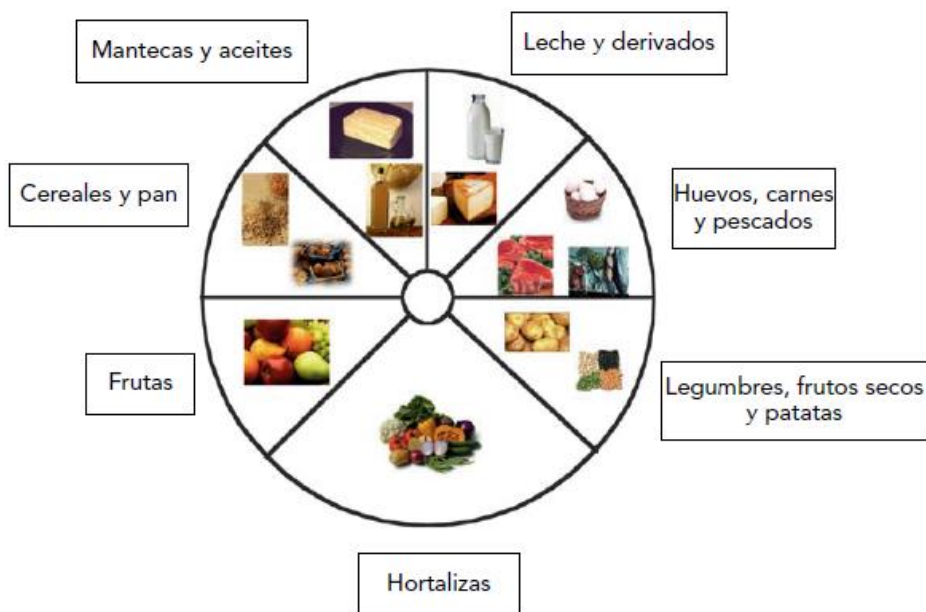 Mantecas y aceites
Leche y derivados
Cereales y pan
Huevos, carnes
y pescados
Frutas
Legumbres, frutos secos
y patatas
Hortalizas